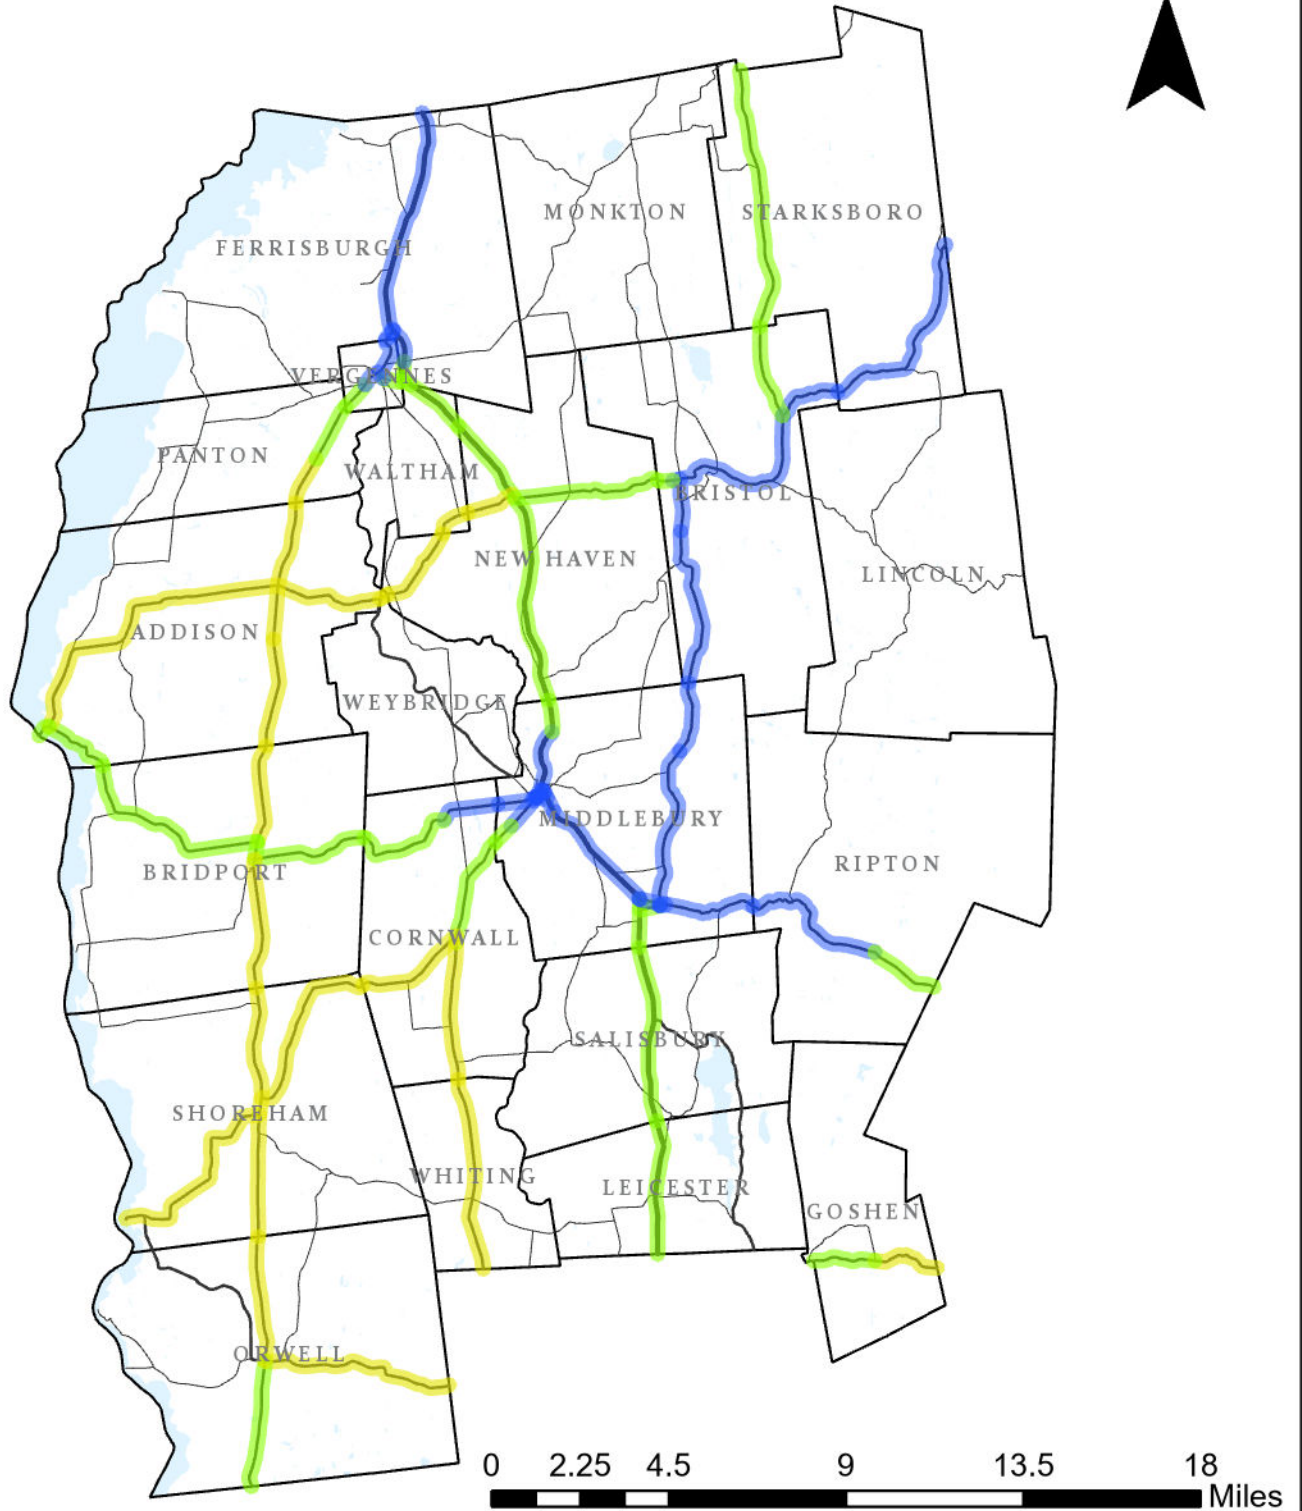 MONKTON
STARKSBORO
FERRISBURGH
VERGENNES
PANTON
WALTHAM
BRISTOL
NEW HAVEN
LINCOLN
ADDISON
WEYBRIDGE
MIDDLEBURY
RIPTON
BRIDPORT
CORNWALL
SALISBURY
SHOREHAM
WHITING
LEICESTER
GOSHEN
ORWELL
0 2.25 4.5 9 13.5 18
Miles